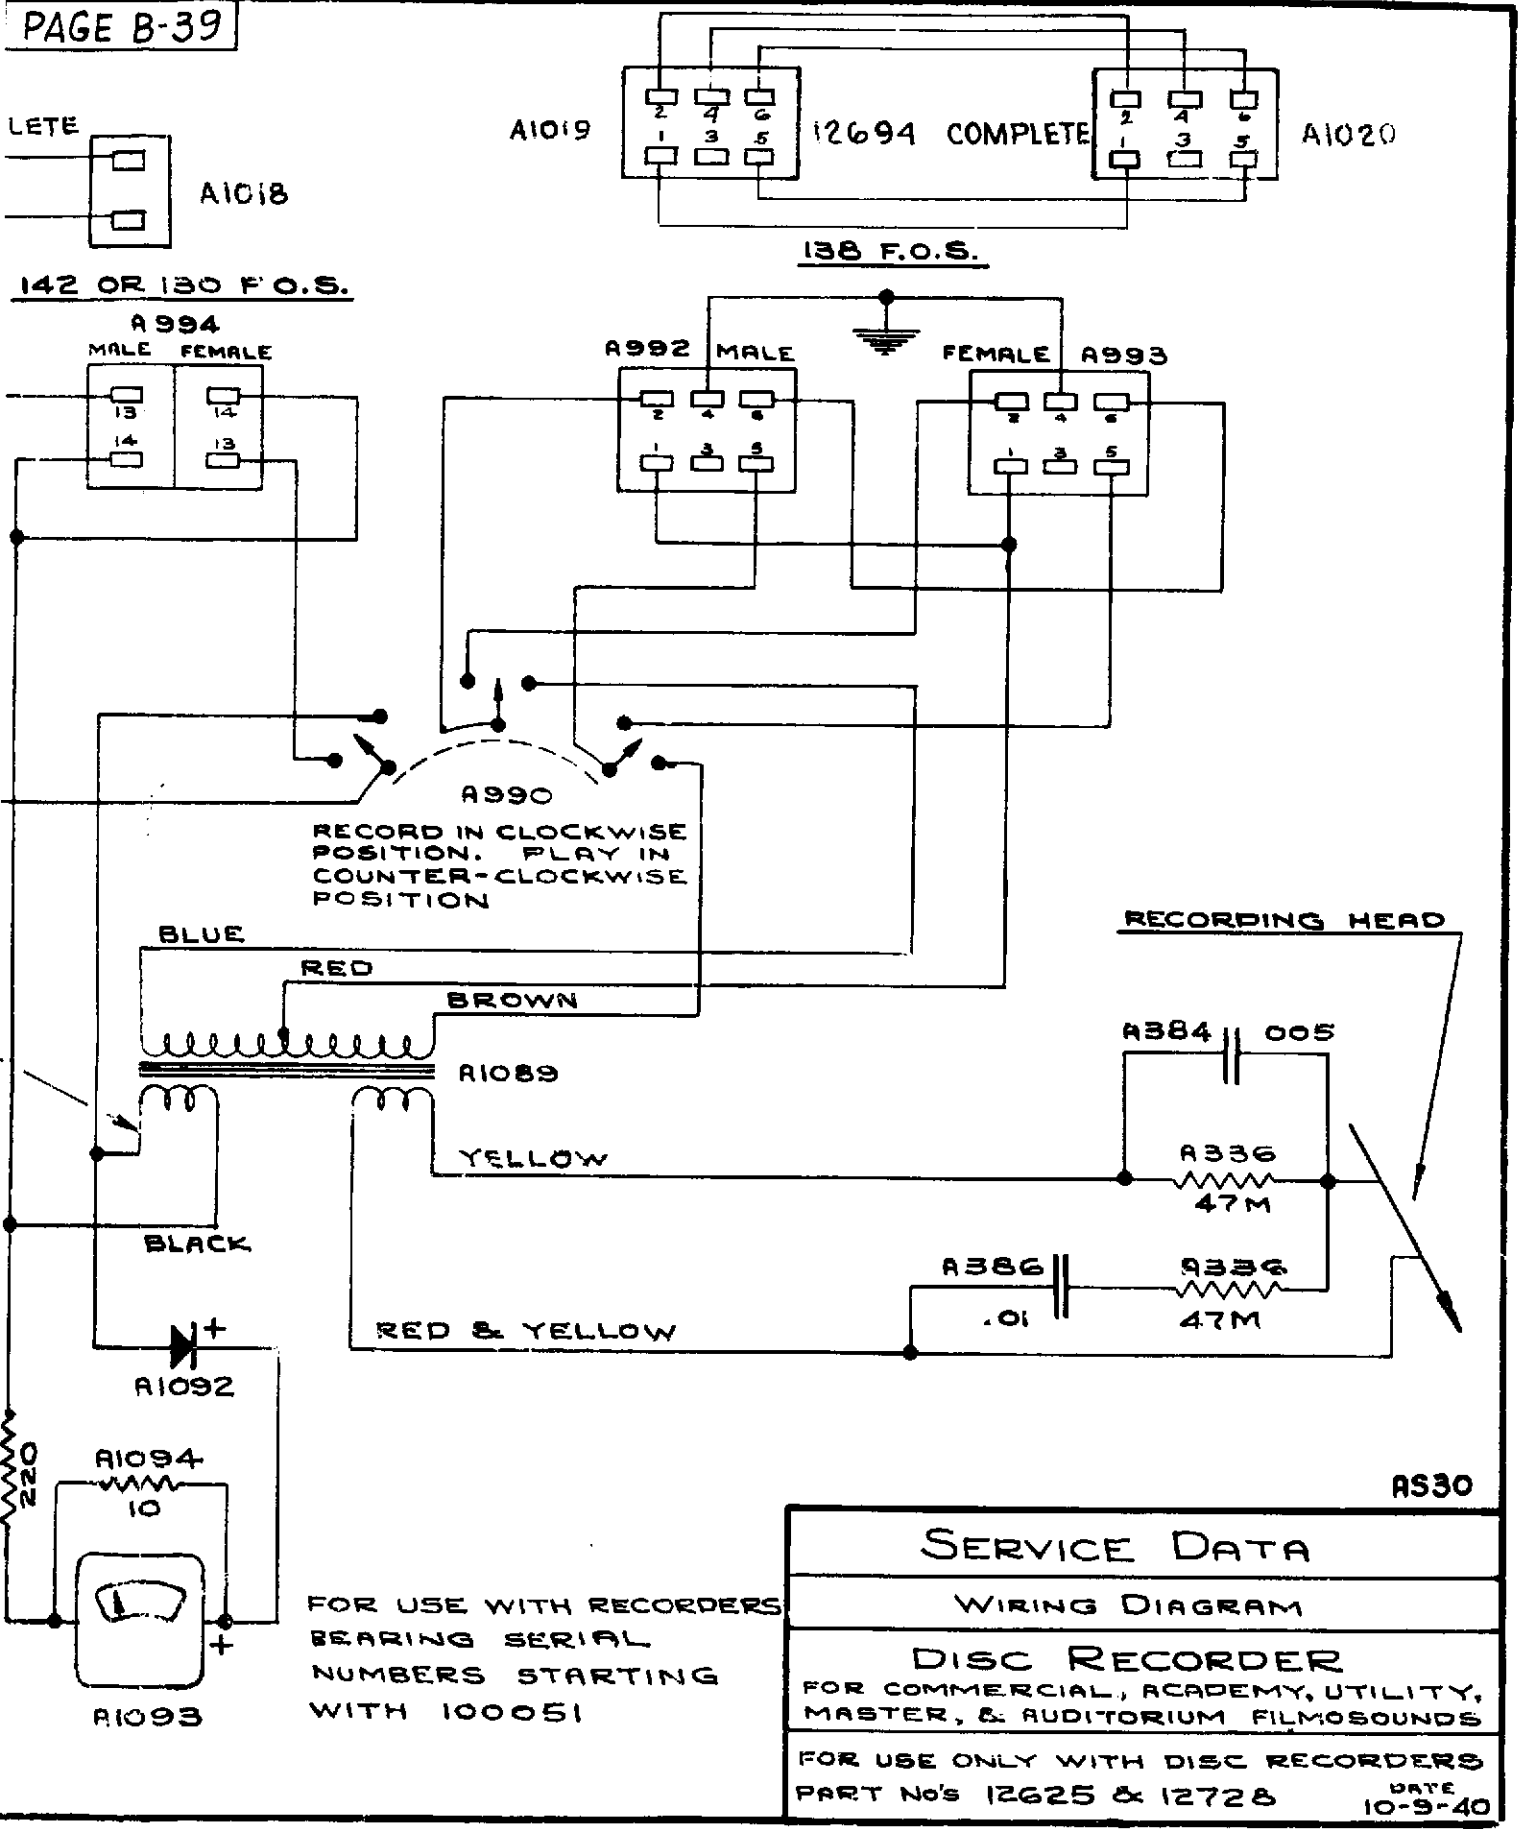 PAGE B-39
2 4 6
1 3 5
A1019
12694 COMPLETE
2 4 6
1 3 5
A1020
LETE
A1018
138 F.O.S.
142 OR 130 F.O.S.
A994
MALE FEMALE
13 14
14 13
A992 MALE
2 4 6
1 3 5
FEMALE A993
2 4 6
1 3 5
A990
RECORD IN CLOCKWISE
POSITION. PLAY IN
COUNTER-CLOCKWISE
POSITION
BLUE
RED
BROWN
A1089
RECORDING HEAD
A384 005
YELLOW
A336
47M
BLACK
A386
.01
A336
47M
RED & YELLOW
+
A1092
220
A1094
10
+
A1093
FOR USE WITH RECORDERS
BEARING SERIAL
NUMBERS STARTING
WITH 100051
AS30
SERVICE DATA
WIRING DIAGRAM
DISC RECORDER
FOR COMMERCIAL, ACADEMY, UTILITY,
MASTER, & AUDITORIUM FILMOSOUNDS
FOR USE ONLY WITH DISC RECORDERS
PART No's 12625 & 12728
DATE
10-9-40